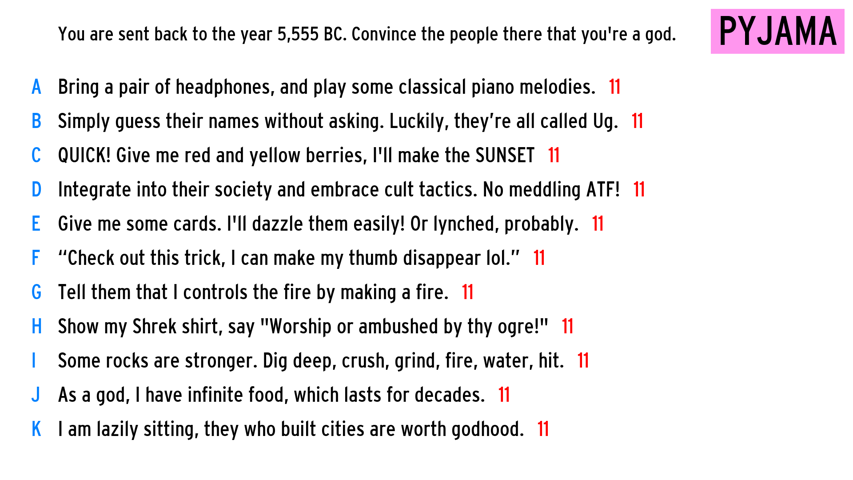 You are sent back to the year 5,555 BC. Convince the people there that you're a god.
PYJAMA
A Bring a pair of headphones, and play some classical piano melodies. 11
B Simply guess their names without asking. Luckily, they’re all called Ug. 11
C QUICK! Give me red and yellow berries, I'll make the SUNSET 11
D Integrate into their society and embrace cult tactics. No meddling ATF! 11
E Give me some cards. I'll dazzle them easily! Or lynched, probably. 11
F “Check out this trick, I can make my thumb disappear lol.” 11
G Tell them that I controls the fire by making a fire. 11
H Show my Shrek shirt, say "Worship or ambushed by thy ogre!" 11
I Some rocks are stronger. Dig deep, crush, grind, fire, water, hit. 11
J As a god, I have infinite food, which lasts for decades. 11
K I am lazily sitting, they who built cities are worth godhood. 11